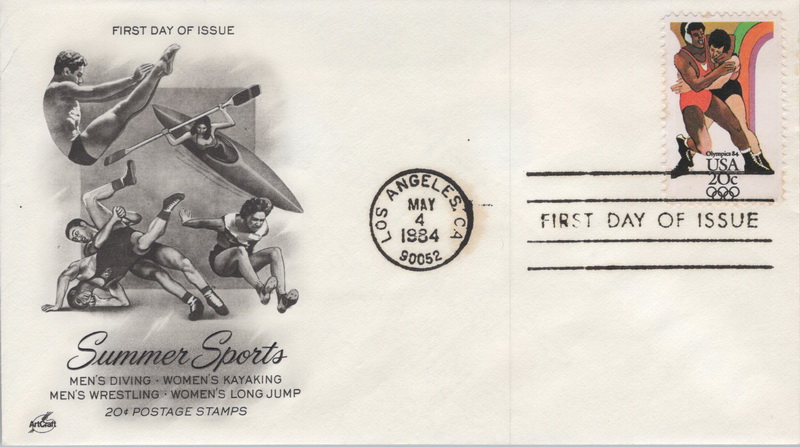 FIRST DAY OF ISSUE
Olympics 84
USA
20c
LOS ANGELES, CA
MAY
4
1984
90052
FIRST DAY OF ISSUE
Summer Sports
MEN'S DIVING · WOMEN'S KAYAKING
MEN'S WRESTLING · WOMEN'S LONG JUMP
20¢ POSTAGE STAMPS
ArtCraft